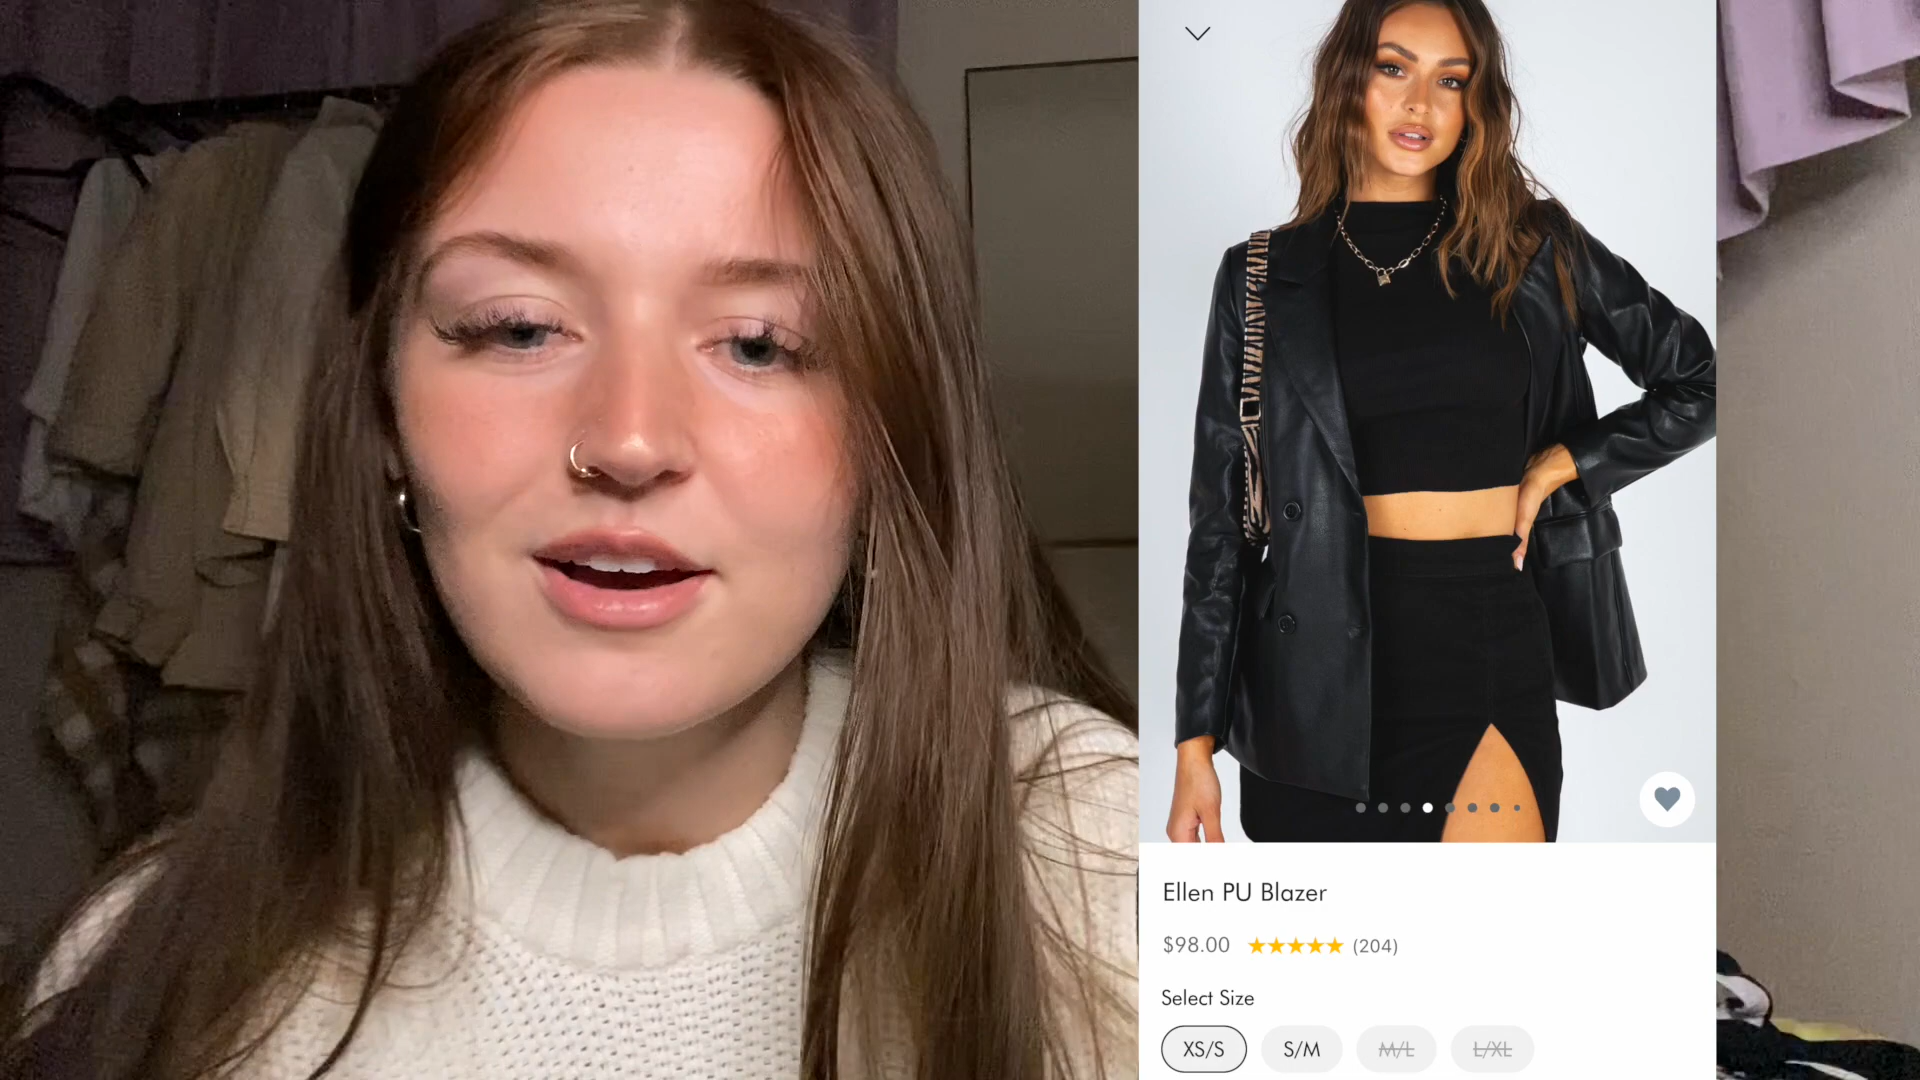 Ellen PU Blazer
$98.00 ★★★★★ (204)
Select Size
XS/S S/M M/L L/XL